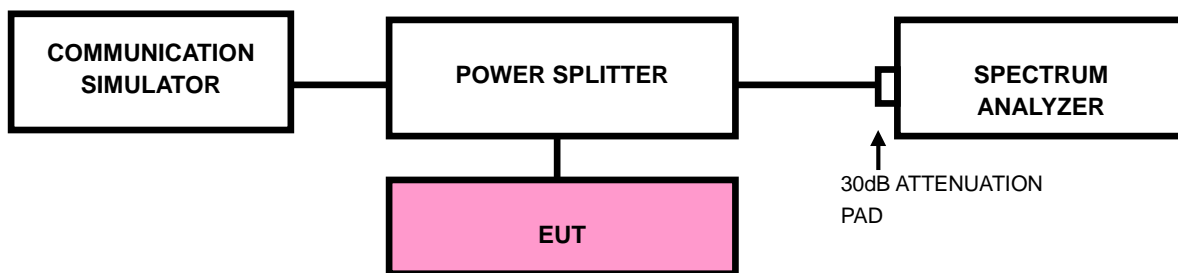 COMMUNICATION
SIMULATOR
POWER SPLITTER
SPECTRUM
ANALYZER
30dB ATTENUATION
PAD
EUT